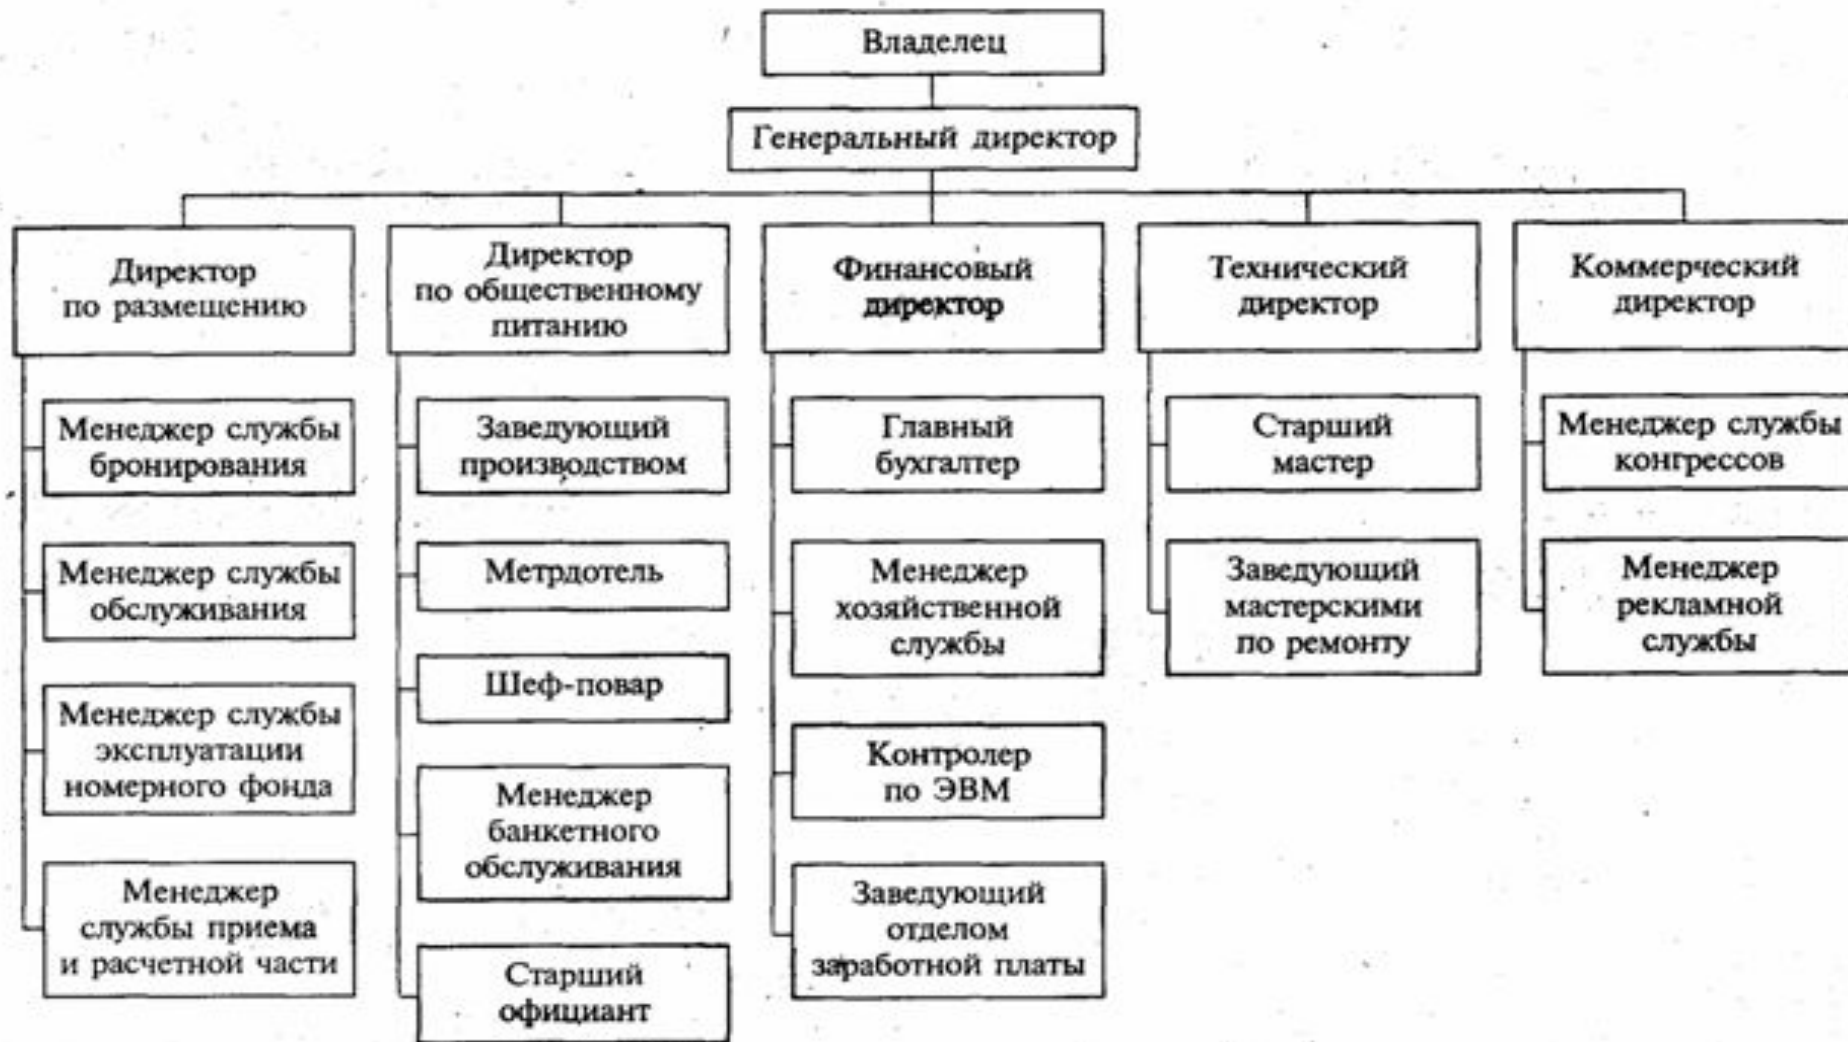 Владелец
Генеральный директор
Директор
по размещению
Менеджер службы
бронирования
Менеджер службы
обслуживания
Менеджер службы
эксплуатации
номерного фонда
Менеджер
службы приема
и расчетной части
Директор
по общественному
питанию
Заведующий
производством
Метрдотель
Шеф-повар
Менеджер
банкетного
обслуживания
Старший
официант
Финансовый
директор
Главный
бухгалтер
Менеджер
хозяйственной
службы
Контролер
по ЭВМ
Заведующий
отделом
заработной платы
Технический
директор
Старший
мастер
Заведующий
мастерскими
по ремонту
Коммерческий
директор
Менеджер службы
конгрессов
Менеджер
рекламной
службы